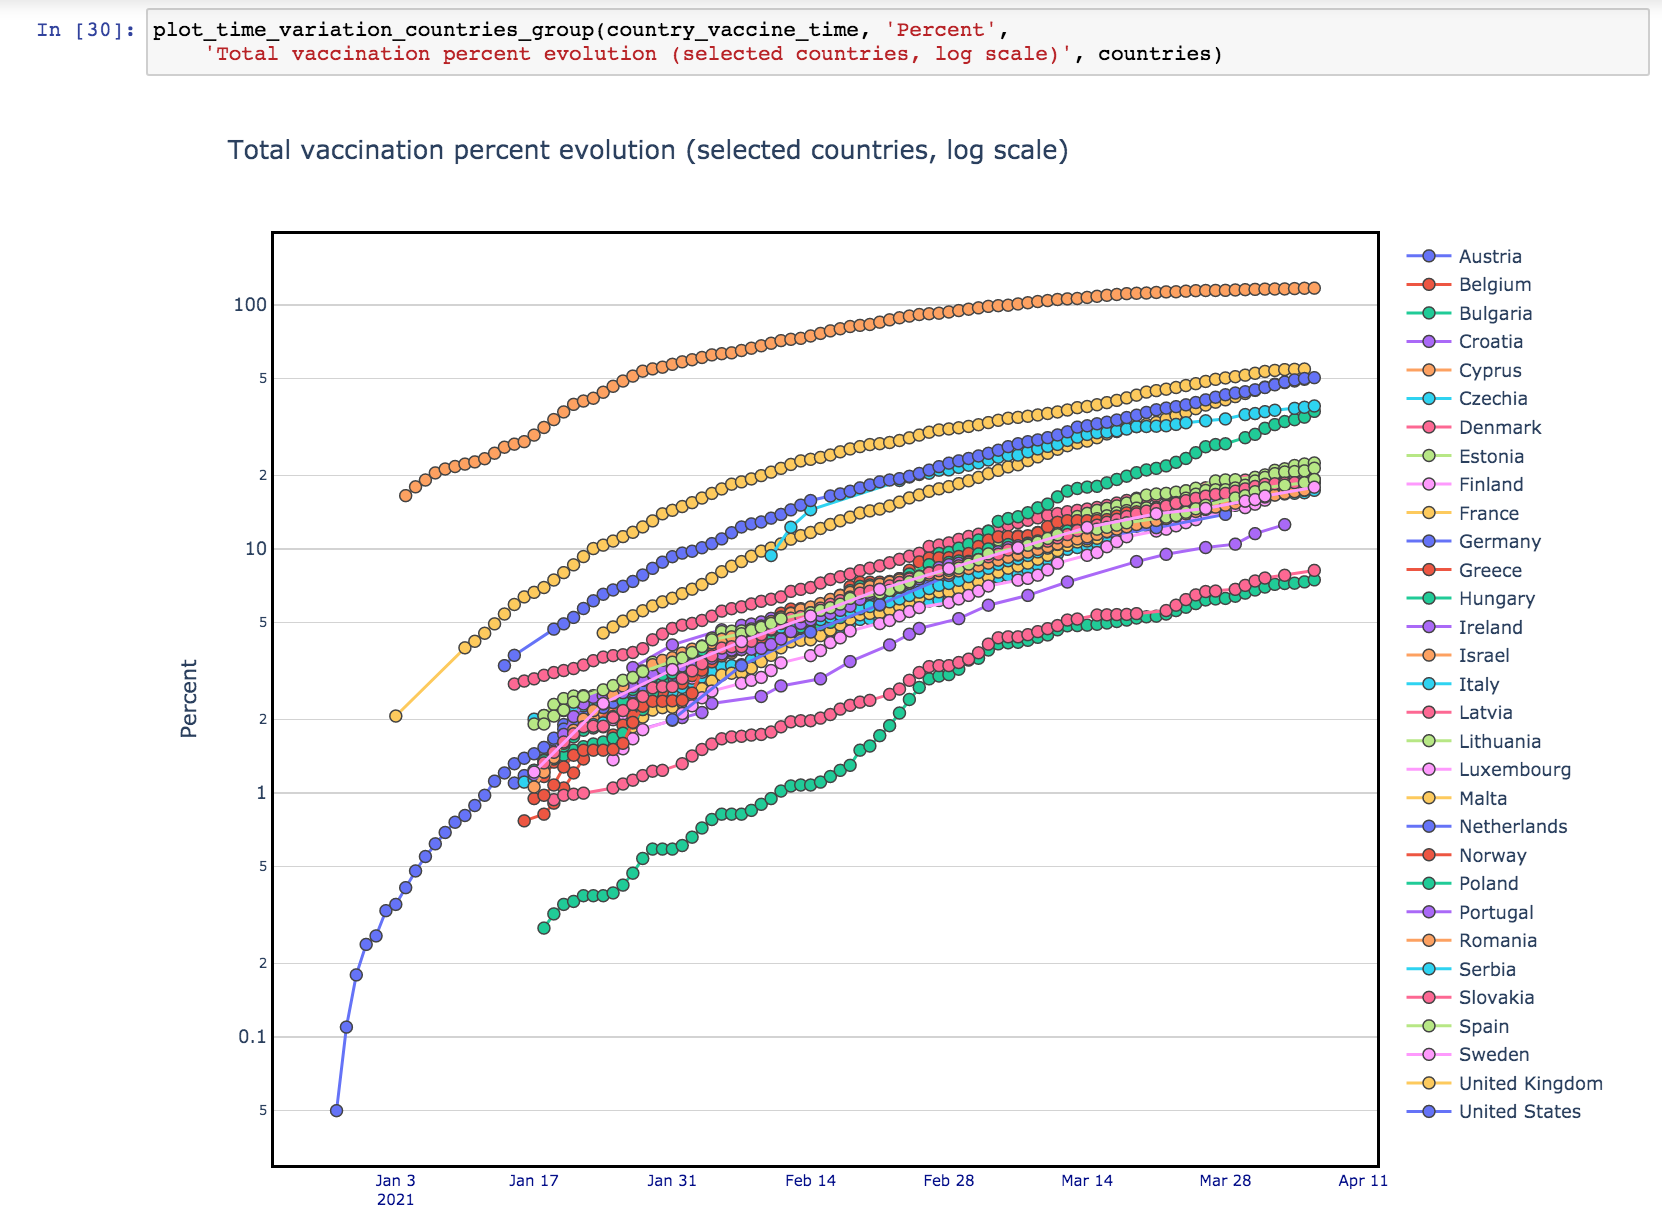 In [30]: plot_time_variation_countries_group(country_vaccine_time, 'Percent',
'Total vaccination percent evolution (selected countries, log scale)', countries)
Total vaccination percent evolution (selected countries, log scale)
100
5
2
10
5
2
1
5
2
0.1
5
Percent
Jan 3
2021
Jan 17
Jan 31
Feb 14
Feb 28
Mar 14
Mar 28
Apr 11
Austria
Belgium
Bulgaria
Croatia
Cyprus
Czechia
Denmark
Estonia
Finland
France
Germany
Greece
Hungary
Ireland
Israel
Italy
Latvia
Lithuania
Luxembourg
Malta
Netherlands
Norway
Poland
Portugal
Romania
Serbia
Slovakia
Spain
Sweden
United Kingdom
United States